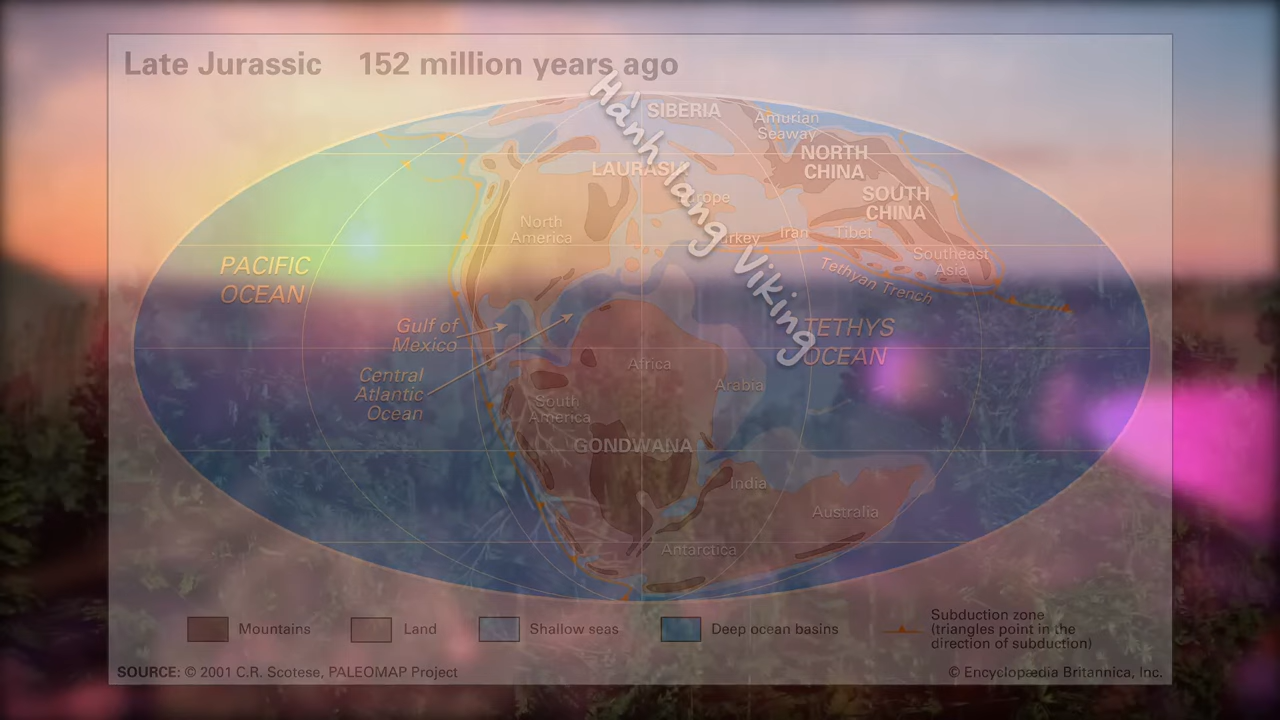 Late Jurassic 152 million years ago
Hành lang Viking
SIBERIA
Amurian
Seaway
NORTH
CHINA
LAURASIA
SOUTH
CHINA
North
America
Iran
Tibet
Southeast
Asia
PACIFIC
OCEAN
Tethyan Trench
Gulf of
Mexico
TETHYS
OCEAN
Africa
Central
Atlantic
Ocean
Arabia
South
America
GONDWANA
India
Australia
Antarctica
Mountains
Land
Shallow seas
Deep ocean basins
Subduction zone
(triangles point in the
direction of subduction)
SOURCE: © 2001 C.R. Scotese, PALEOMAP Project
© Encyclopædia Britannica, Inc.